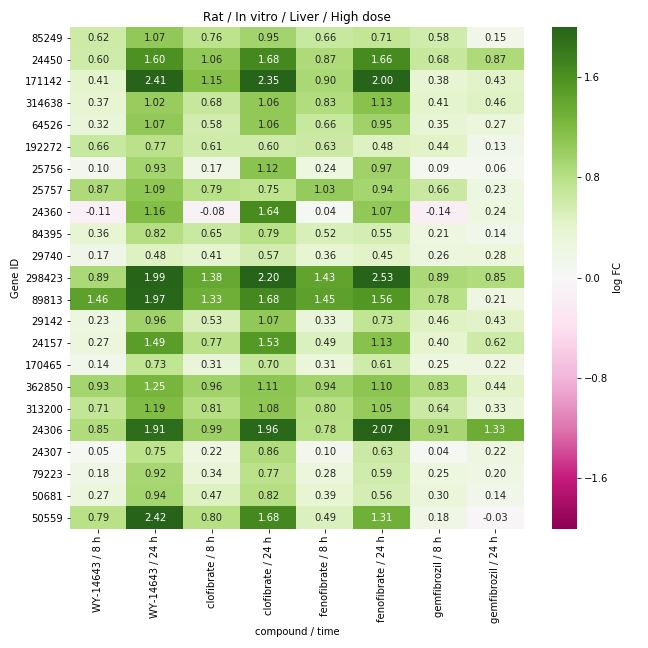 Rat / In vitro / Liver / High dose
85249 0.62 1.07 0.76 0.95 0.66 0.71 0.58 0.15
24450 0.60 1.60 1.06 1.68 0.87 1.66 0.68 0.87
171142 0.41 2.41 1.15 2.35 0.90 2.00 0.38 0.43
314638 0.37 1.02 0.68 1.06 0.83 1.13 0.41 0.46
64526 0.32 1.07 0.58 1.06 0.66 0.95 0.35 0.27
192272 0.66 0.77 0.61 0.60 0.63 0.48 0.44 0.13
25756 0.10 0.93 0.17 1.12 0.24 0.97 0.09 0.06
25757 0.87 1.09 0.79 0.75 1.03 0.94 0.66 0.23
24360 -0.11 1.16 -0.08 1.64 0.04 1.07 -0.14 0.24
84395 0.36 0.82 0.65 0.79 0.52 0.55 0.21 0.14
29740 0.17 0.48 0.41 0.57 0.36 0.45 0.26 0.28
298423 0.89 1.99 1.38 2.20 1.43 2.53 0.89 0.85
89813 1.46 1.97 1.33 1.68 1.45 1.56 0.78 0.21
29142 0.23 0.96 0.53 1.07 0.33 0.73 0.46 0.43
24157 0.27 1.49 0.77 1.53 0.49 1.13 0.40 0.62
170465 0.14 0.73 0.31 0.70 0.31 0.61 0.25 0.22
362850 0.93 1.25 0.96 1.11 0.94 1.10 0.83 0.44
313200 0.71 1.19 0.81 1.08 0.80 1.05 0.64 0.33
24306 0.85 1.91 0.99 1.96 0.78 2.07 0.91 1.33
24307 0.05 0.75 0.22 0.86 0.10 0.63 0.04 0.22
79223 0.18 0.92 0.34 0.77 0.28 0.59 0.25 0.20
50681 0.27 0.94 0.47 0.82 0.39 0.56 0.30 0.14
50559 0.79 2.42 0.80 1.68 0.49 1.31 0.18 -0.03
Gene ID
WY-14643 / 8 h
WY-14643 / 24 h
clofibrate / 8 h
clofibrate / 24 h
fenofibrate / 8 h
fenofibrate / 24 h
gemfibrozil / 8 h
gemfibrozil / 24 h
compound / time
1.6
0.8
0.0
−0.8
−1.6
log FC